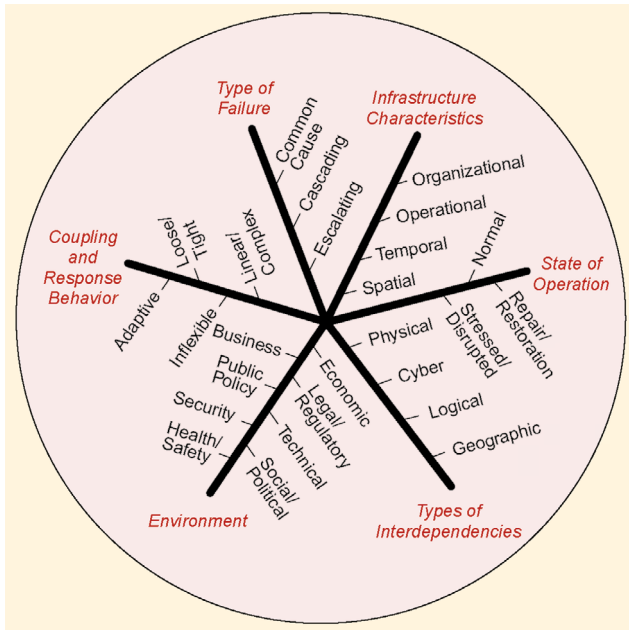 Type of
Failure
Common
Cause
Cascading
Escalating
Infrastructure
Characteristics
Organizational
Operational
Temporal
Spatial
State of
Operation
Normal
Stressed/
Disrupted
Repair/
Restoration
Types of
Interdependencies
Physical
Cyber
Logical
Geographic
Environment
Business
Public
Policy
Security
Health/
Safety
Economic
Legal/
Regulatory
Technical
Social/
Political
Coupling
and
Response
Behavior
Loose/
Tight
Linear/
Complex
Adaptive
Inflexible